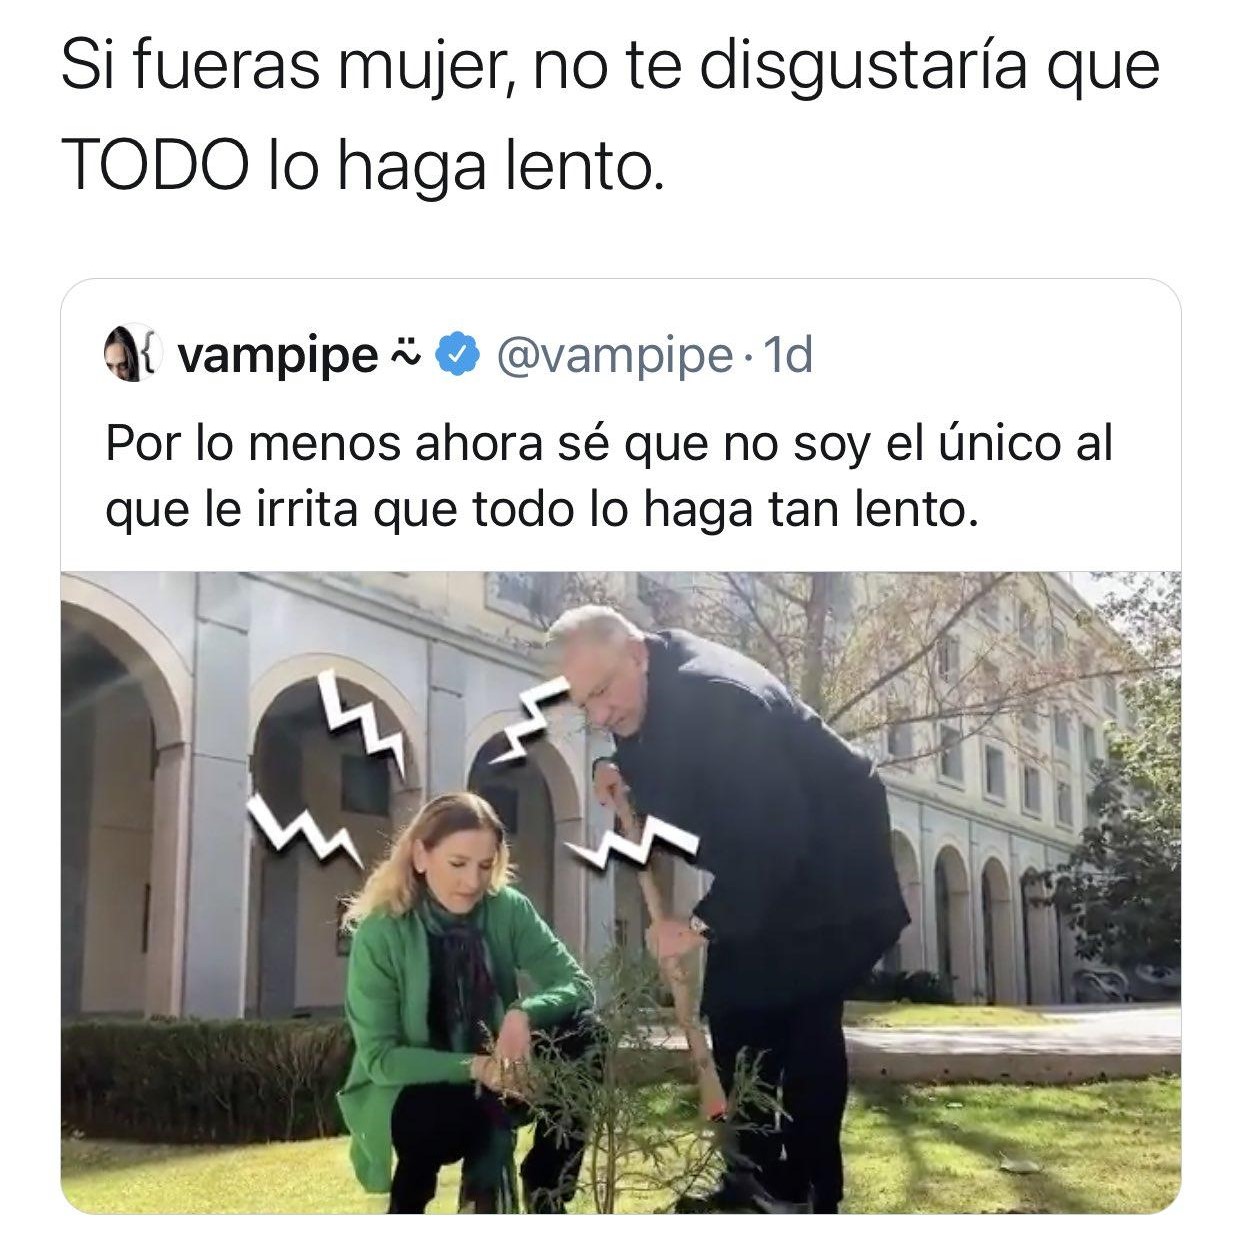 Si fueras mujer, no te disgustaría que
TODO lo haga lento.
vampipe ~̈ @vampipe · 1d
Por lo menos ahora sé que no soy el único al
que le irrita que todo lo haga tan lento.